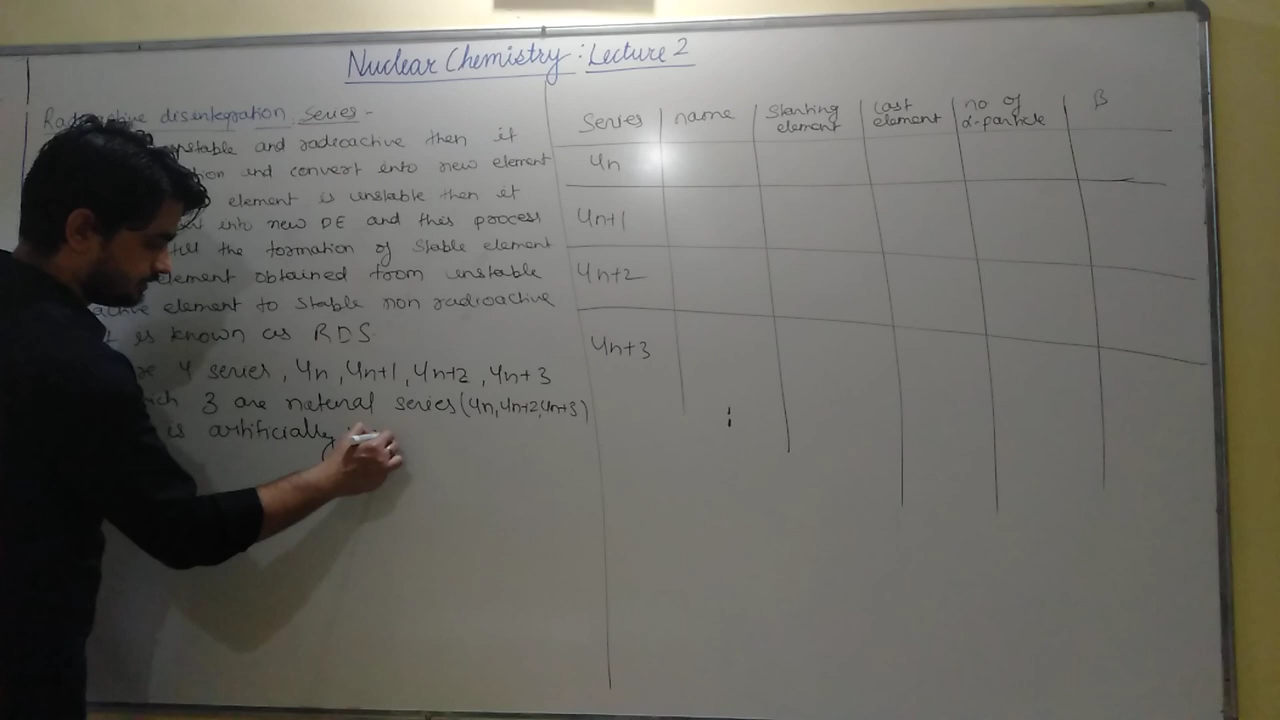 Nuclear Chemistry : Lecture 2
Radioactive disintegration Series -
unstable and radioactive then it
and convert into new element
element is unstable then it
into new DE and this process
till the formation of stable element
element obtained from unstable
active element to stable non radioactive
is known as RDS
4 series, 4n, 4n+1, 4n+2, 4n+3
3 are natural series (4n, 4n+2, 4n+3)
is artificially
Series name Starting element Last element no of α-particle β
4n
4n+1
4n+2
4n+3